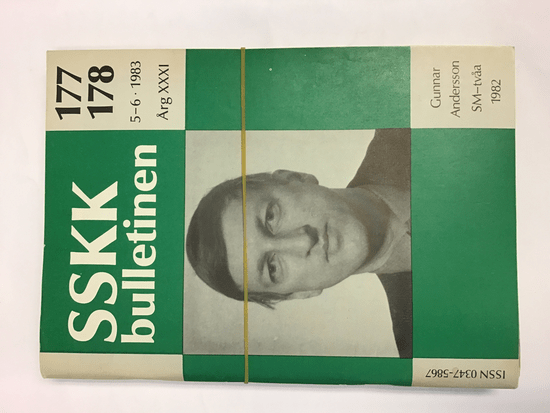 177
178
5–6 · 1983
Årg XXXI
SSKK
bulletinen
Gunnar
Andersson
SM–tvåa
1982
ISSN 0347-5867